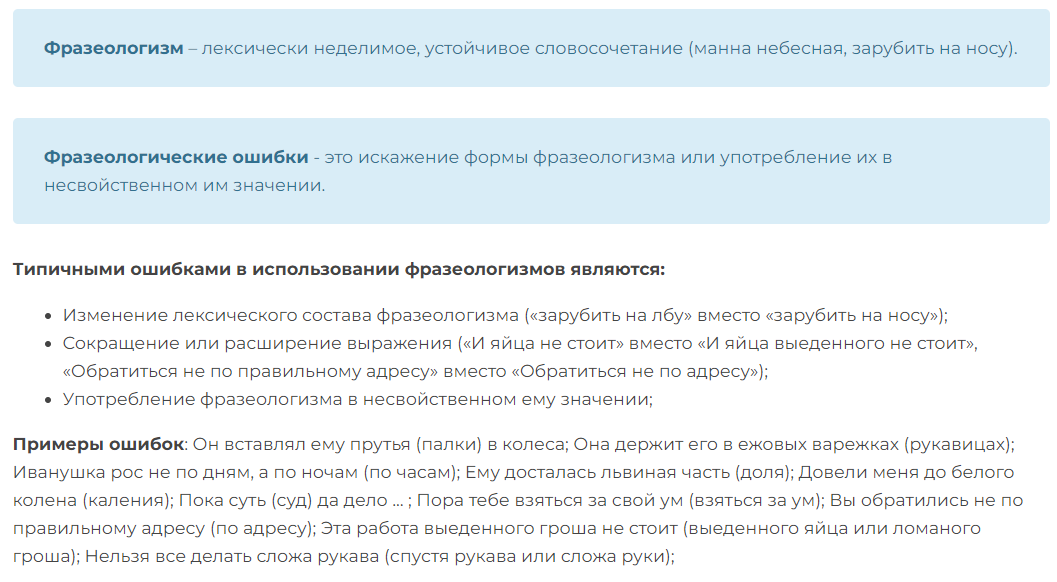 Фразеологизм – лексически неделимое, устойчивое словосочетание (манна небесная, зарубить на носу).
Фразеологические ошибки - это искажение формы фразеологизма или употребление их в
несвойственном им значении.
Типичными ошибками в использовании фразеологизмов являются:
• Изменение лексического состава фразеологизма («зарубить на лбу» вместо «зарубить на носу»);
• Сокращение или расширение выражения («И яйца не стоит» вместо «И яйца выеденного не стоит»,
«Обратиться не по правильному адресу» вместо «Обратиться не по адресу»);
• Употребление фразеологизма в несвойственном ему значении;
Примеры ошибок: Он вставлял ему прутья (палки) в колеса; Она держит его в ежовых варежках (рукавицах);
Иванушка рос не по дням, а по ночам (по часам); Ему досталась львиная часть (доля); Довели меня до белого
колена (каления); Пока суть (суд) да дело ... ; Пора тебе взяться за свой ум (взяться за ум); Вы обратились не по
правильному адресу (по адресу); Эта работа выеденного гроша не стоит (выеденного яйца или ломаного
гроша); Нельзя все делать сложа рукава (спустя рукава или сложа руки);